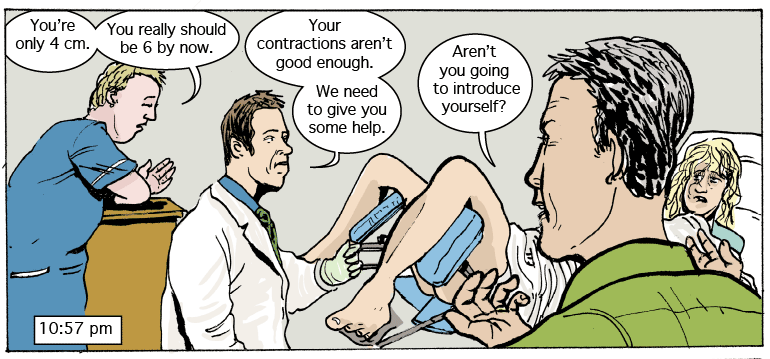 You're
only 4 cm.
You really should
be 6 by now.
Your
contractions aren't
good enough.
We need
to give you
some help.
Aren't
you going
to introduce
yourself?
10:57 pm